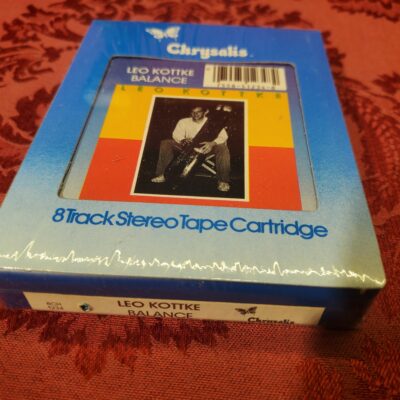 Chrysalis
LEO KOTTKE
BALANCE
LEO KOTTKE
8 Track Stereo Tape Cartridge
LEO KOTTKE
BALANCE
Chrysalis